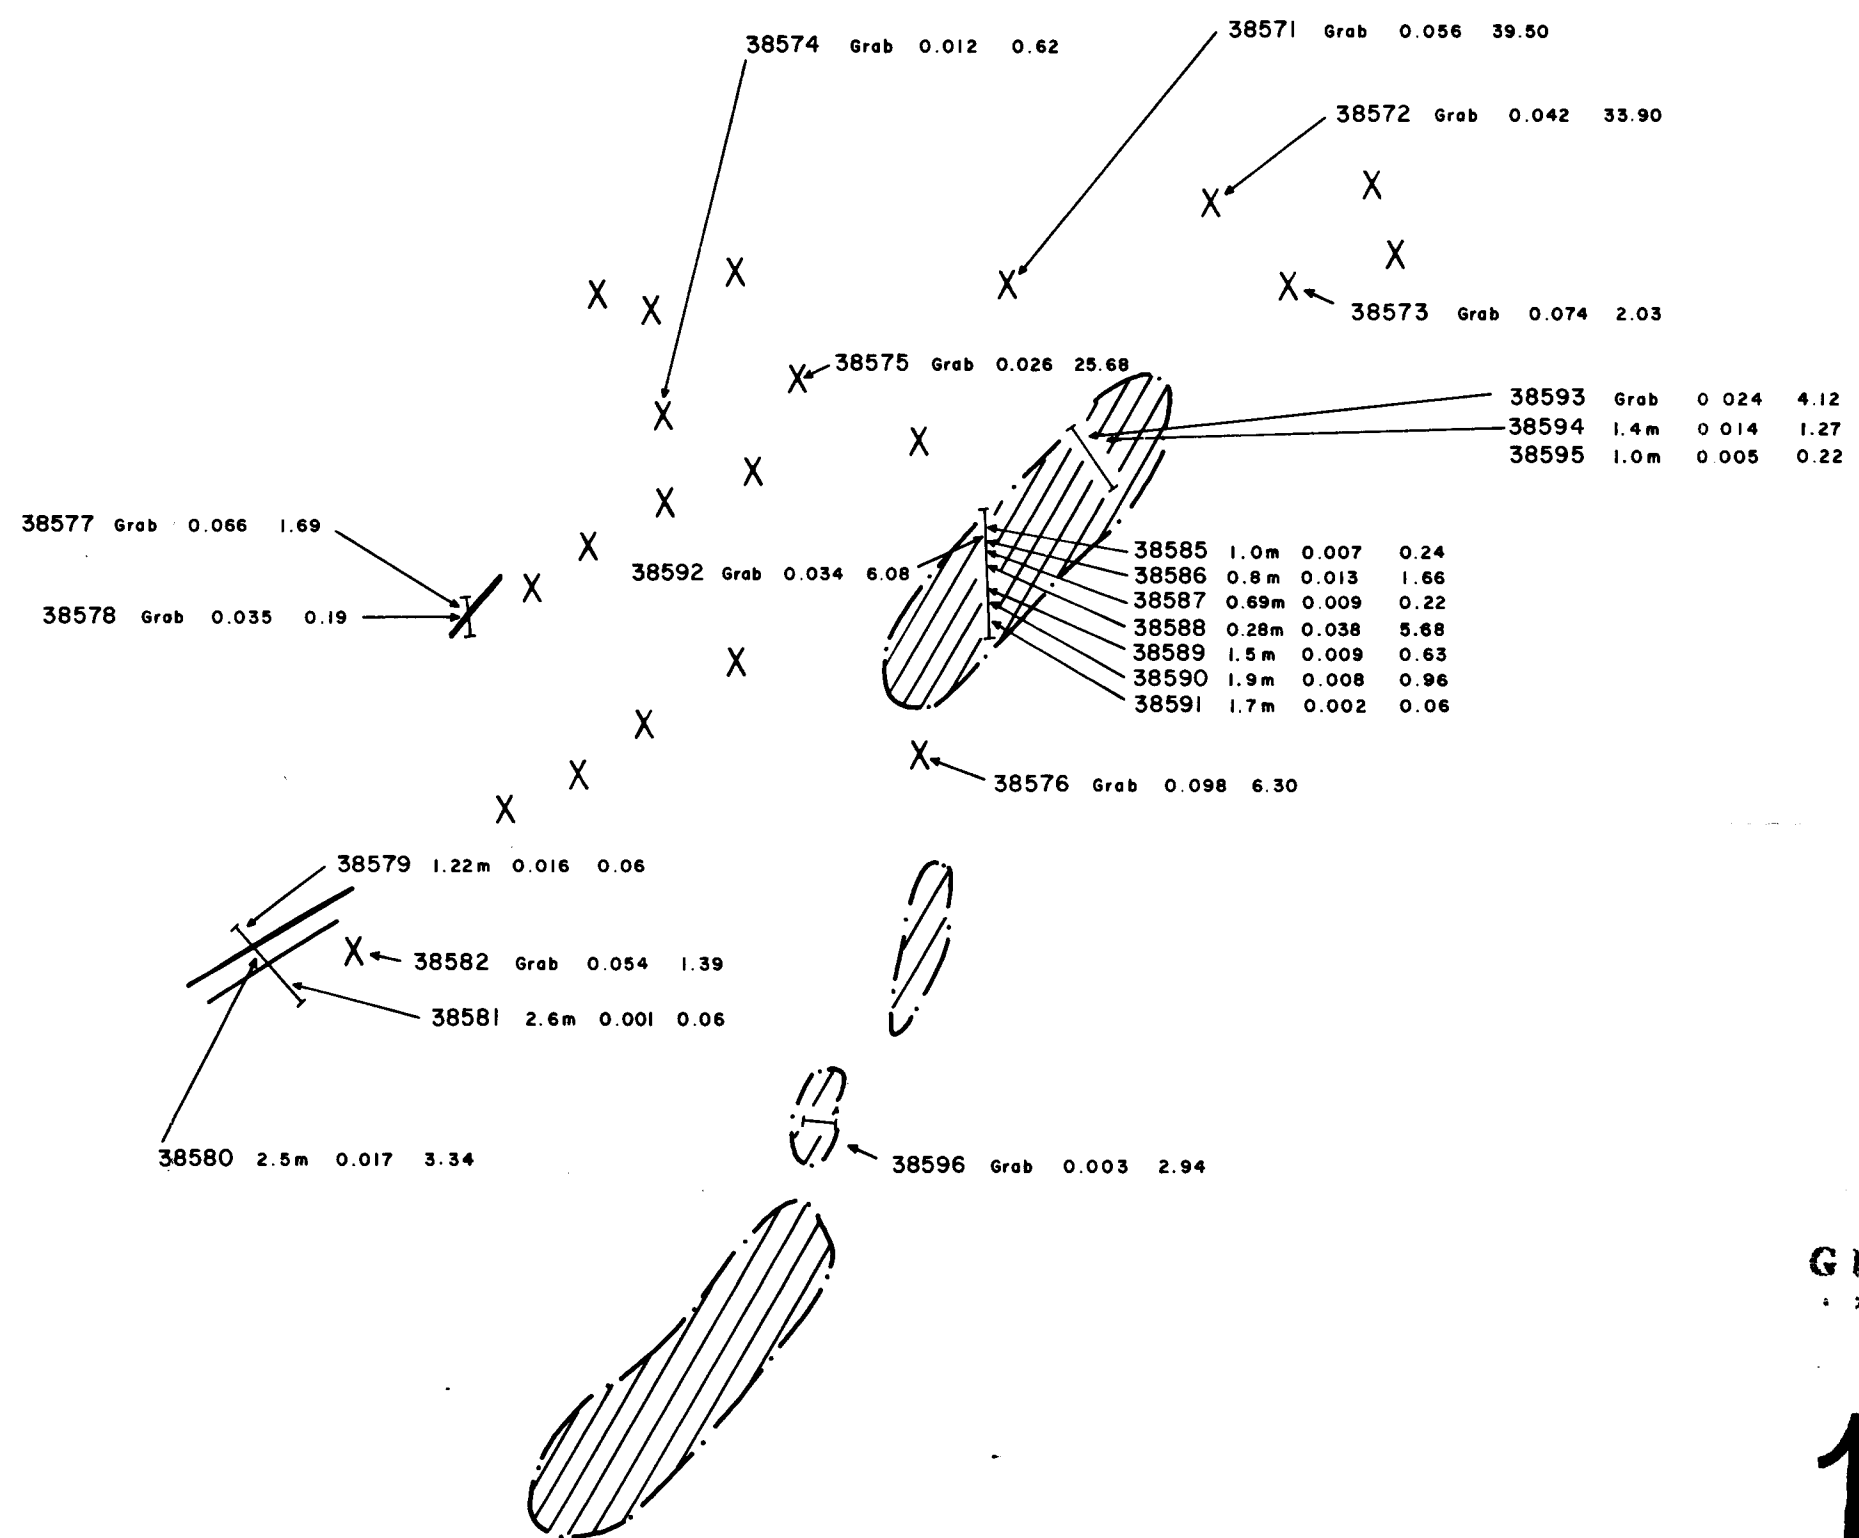 38574 Grab 0.012 0.62
38571 Grab 0.056 39.50
38572 Grab 0.042 33.90
38573 Grab 0.074 2.03
38575 Grab 0.026 25.68
38593 Grab 0 024 4.12
38594 1.4m 0 014 1.27
38595 1.0m 0.005 0.22
38577 Grab 0.066 1.69
38578 Grab 0.035 0.19
38592 Grab 0.034 6.08
38585 1.0m 0.007 0.24
38586 0.8m 0.013 1.66
38587 0.69m 0.009 0.22
38588 0.28m 0.038 5.68
38589 1.5m 0.009 0.63
38590 1.9m 0.008 0.96
38591 1.7m 0.002 0.06
38576 Grab 0.098 6.30
38579 1.22m 0.016 0.06
38582 Grab 0.054 1.39
38581 2.6m 0.001 0.06
38580 2.5m 0.017 3.34
38596 Grab 0.003 2.94
G
1